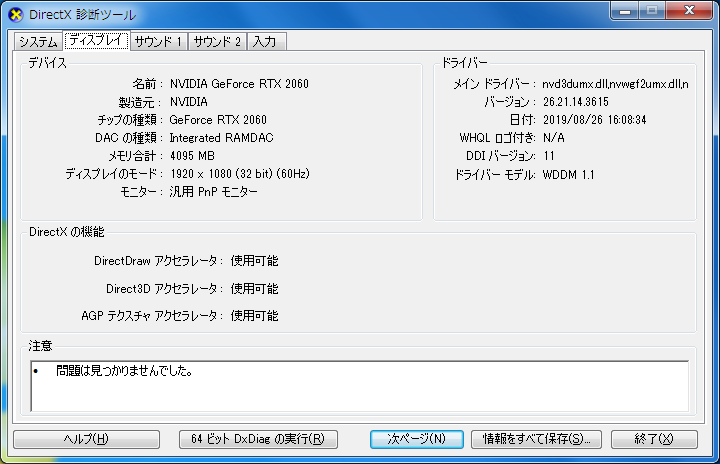 DirectX 診断ツール
システム ディスプレイ サウンド 1 サウンド 2 入力
デバイス
名前: NVIDIA GeForce RTX 2060
製造元: NVIDIA
チップの種類: GeForce RTX 2060
DAC の種類: Integrated RAMDAC
メモリ合計: 4095 MB
ディスプレイのモード: 1920 x 1080 (32 bit) (60Hz)
モニター: 汎用 PnP モニター
ドライバー
メイン ドライバー: nvd3dumx.dll,nvwgf2umx.dll,n
バージョン: 26.21.14.3615
日付: 2019/08/26 16:08:34
WHQL ロゴ付き: N/A
DDI バージョン: 11
ドライバー モデル: WDDM 1.1
DirectX の機能
DirectDraw アクセラレータ: 使用可能
Direct3D アクセラレータ: 使用可能
AGP テクスチャ アクセラレータ: 使用可能
注意
• 問題は見つかりませんでした。
ヘルプ(H) 64 ビット DxDiag の実行(R) 次ページ(N) 情報をすべて保存(S)... 終了(X)